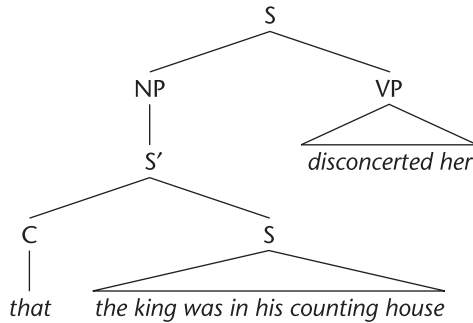 S
NP VP
S′ disconcerted her
C S
that the king was in his counting house